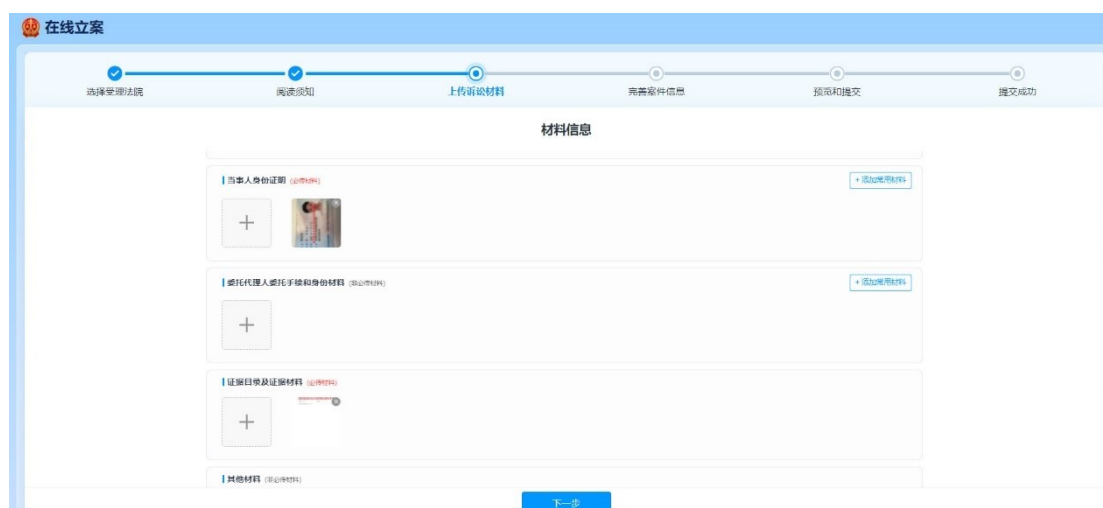 在线立案
选择受理法院
阅读须知
上传诉讼材料
完善案件信息
预览和提交
提交成功
材料信息
当事人身份证明 (必传材料)
+ 添加常用材料
委托代理人委托手续和身份材料 (非必传材料)
+ 添加常用材料
证据目录及证据材料 (必传材料)
其他材料 (非必传材料)
下一步